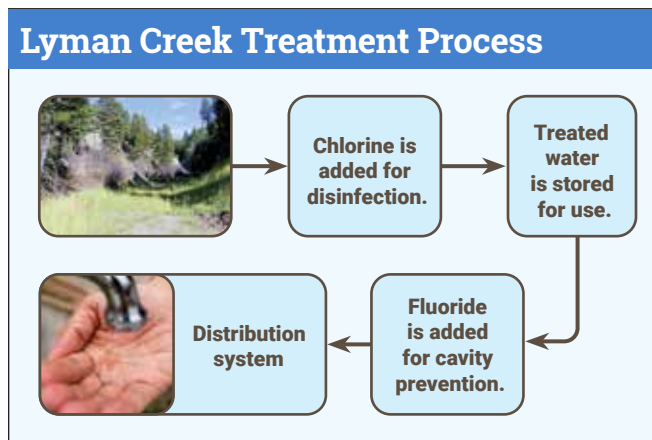 Lyman Creek Treatment Process
Chlorine is
added for
disinfection.
Treated
water
is stored
for use.
Fluoride
is added
for cavity
prevention.
Distribution
system